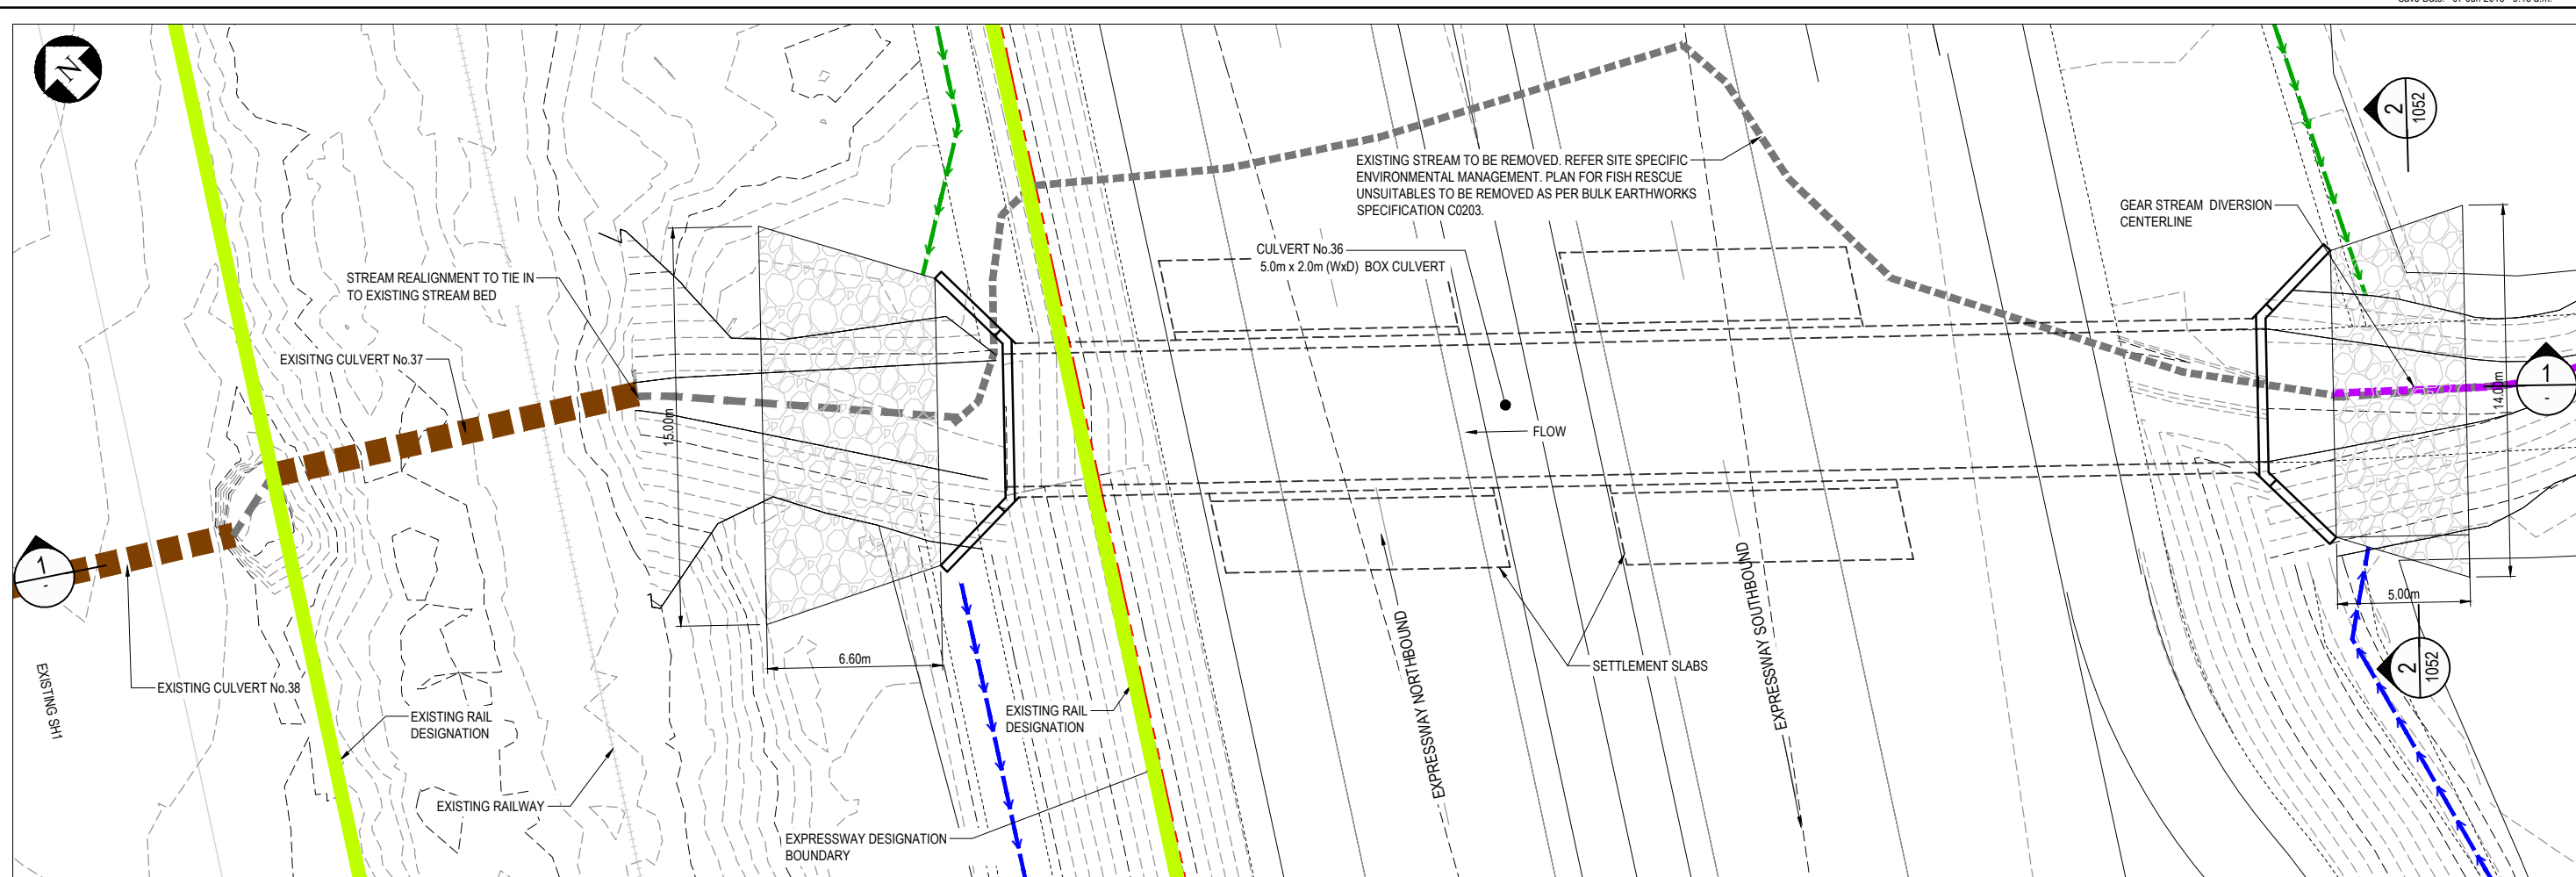 N
2
1052
EXISTING STREAM TO BE REMOVED. REFER SITE SPECIFIC
ENVIRONMENTAL MANAGEMENT. PLAN FOR FISH RESCUE
UNSUITABLES TO BE REMOVED AS PER BULK EARTHWORKS
SPECIFICATION C0203.
GEAR STREAM DIVERSION
CENTERLINE
CULVERT No.36
5.0m x 2.0m (WxD) BOX CULVERT
STREAM REALIGNMENT TO TIE IN
TO EXISTING STREAM BED
EXISITNG CULVERT No.37
15.00m
FLOW
14.00m
1
-
1
-
5.00m
6.60m
SETTLEMENT SLABS
2
1052
EXISTING SH1
EXISTING CULVERT No.38
EXISTING RAIL
DESIGNATION
EXISTING RAIL
DESIGNATION
EXPRESSWAY NORTHBOUND
EXPRESSWAY SOUTHBOUND
EXISTING RAILWAY
EXPRESSWAY DESIGNATION
BOUNDARY